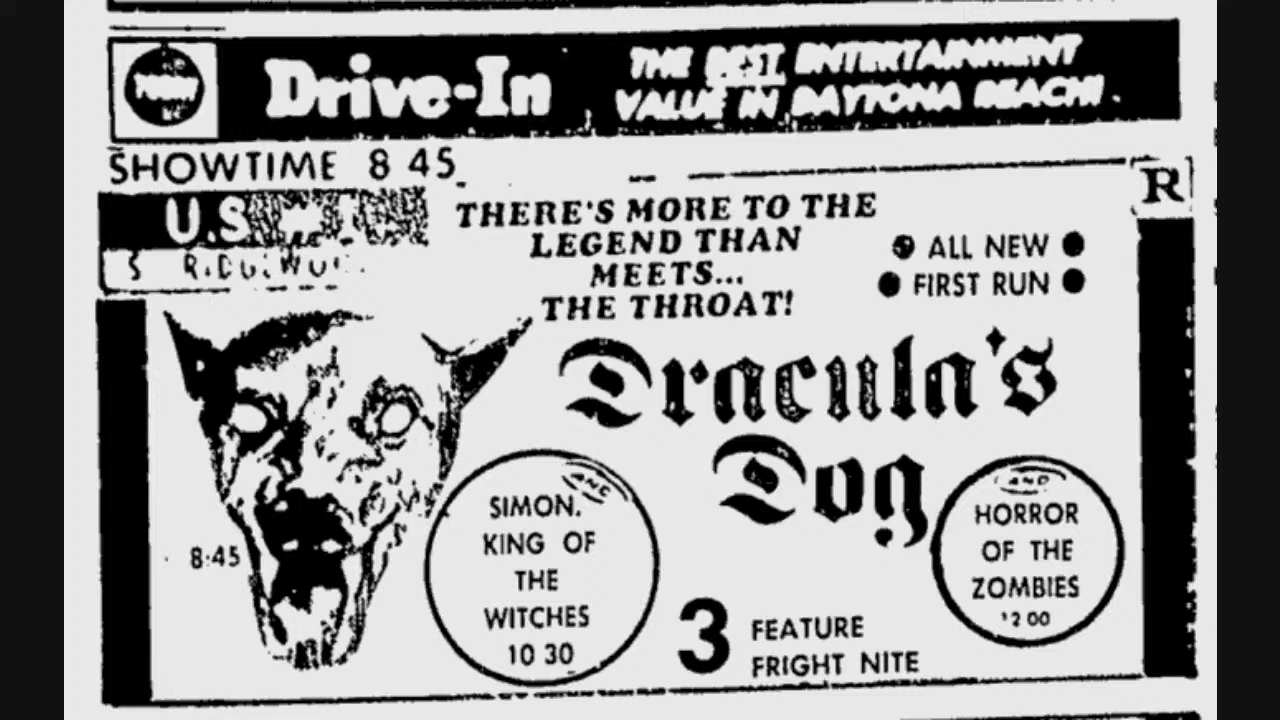 Drive-In
THE BEST ENTERTAINMENT
VALUE IN DAYTONA BEACH!
SHOWTIME 8 45
U.S
S RIDGEWO
THERE'S MORE TO THE
LEGEND THAN
MEETS...
THE THROAT!
R
ALL NEW
FIRST RUN
Dracula's
Dog
8:45
AND
SIMON.
KING OF
THE
WITCHES
10 30
3 FEATURE
FRIGHT NITE
AND
HORROR
OF THE
ZOMBIES
12 00